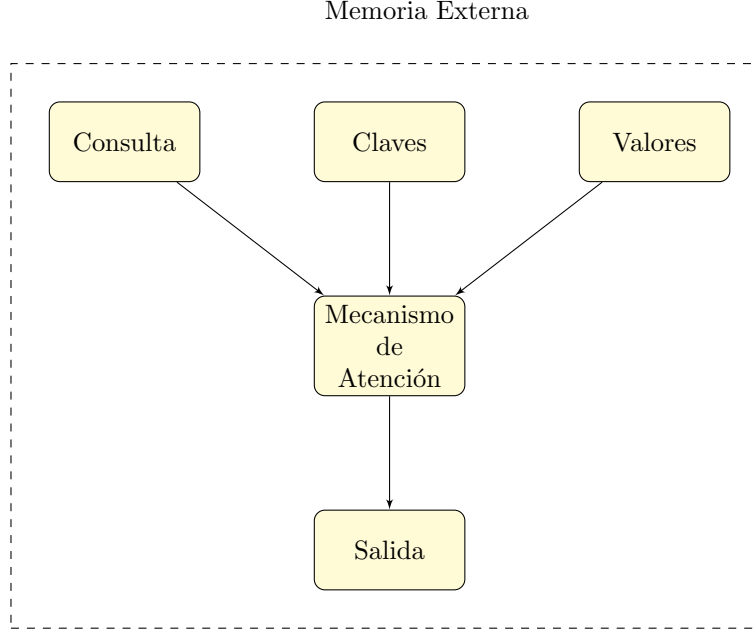 Memoria Externa
Consulta
Claves
Valores
Mecanismo
de
Atención
Salida